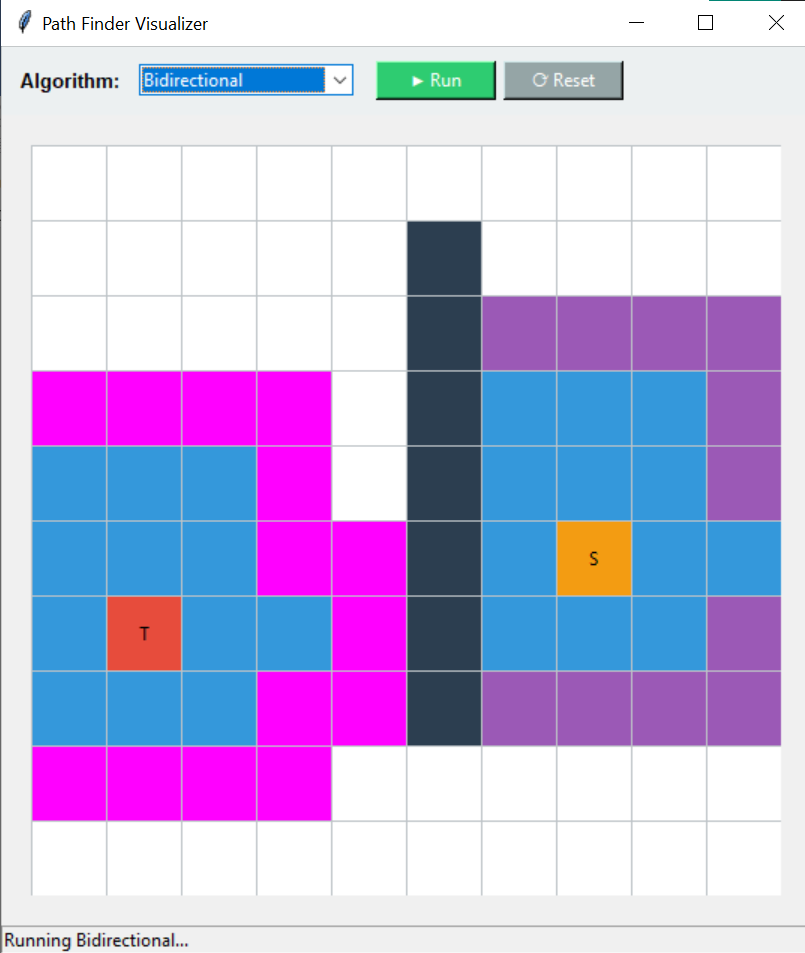 Path Finder Visualizer
Algorithm: Bidirectional ► Run ⟳ Reset
S
T
Running Bidirectional...